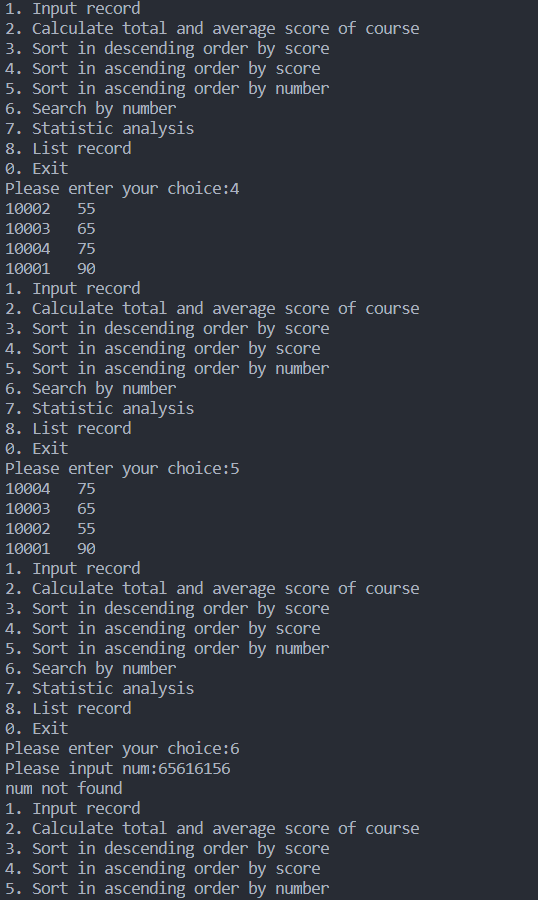 1. Input record
2. Calculate total and average score of course
3. Sort in descending order by score
4. Sort in ascending order by score
5. Sort in ascending order by number
6. Search by number
7. Statistic analysis
8. List record
0. Exit
Please enter your choice:4
10002   55
10003   65
10004   75
10001   90
1. Input record
2. Calculate total and average score of course
3. Sort in descending order by score
4. Sort in ascending order by score
5. Sort in ascending order by number
6. Search by number
7. Statistic analysis
8. List record
0. Exit
Please enter your choice:5
10004   75
10003   65
10002   55
10001   90
1. Input record
2. Calculate total and average score of course
3. Sort in descending order by score
4. Sort in ascending order by score
5. Sort in ascending order by number
6. Search by number
7. Statistic analysis
8. List record
0. Exit
Please enter your choice:6
Please input num:65616156
num not found
1. Input record
2. Calculate total and average score of course
3. Sort in descending order by score
4. Sort in ascending order by score
5. Sort in ascending order by number